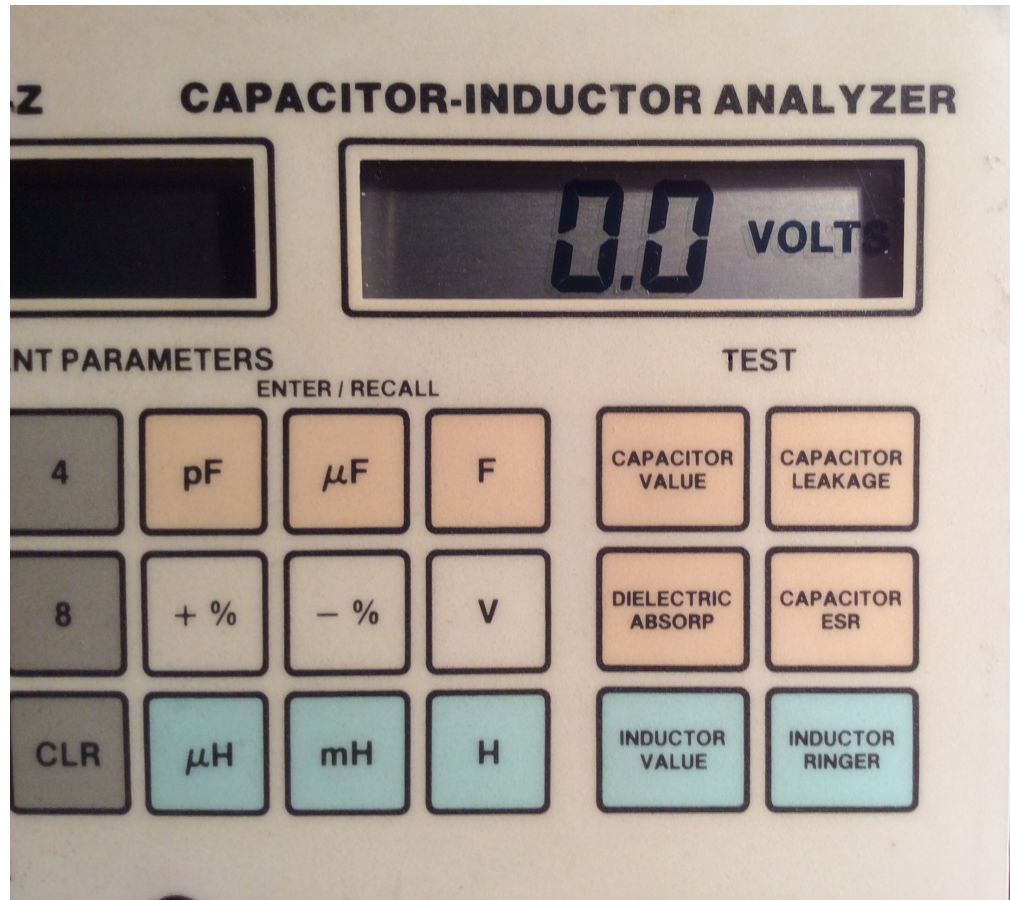 Z CAPACITOR-INDUCTOR ANALYZER
0.0 VOLTS
NT PARAMETERS
TEST
ENTER / RECALL
4 pF μF F
CAPACITOR VALUE
CAPACITOR LEAKAGE
8 + % − % V
DIELECTRIC ABSORP
CAPACITOR ESR
CLR μH mH H
INDUCTOR VALUE
INDUCTOR RINGER